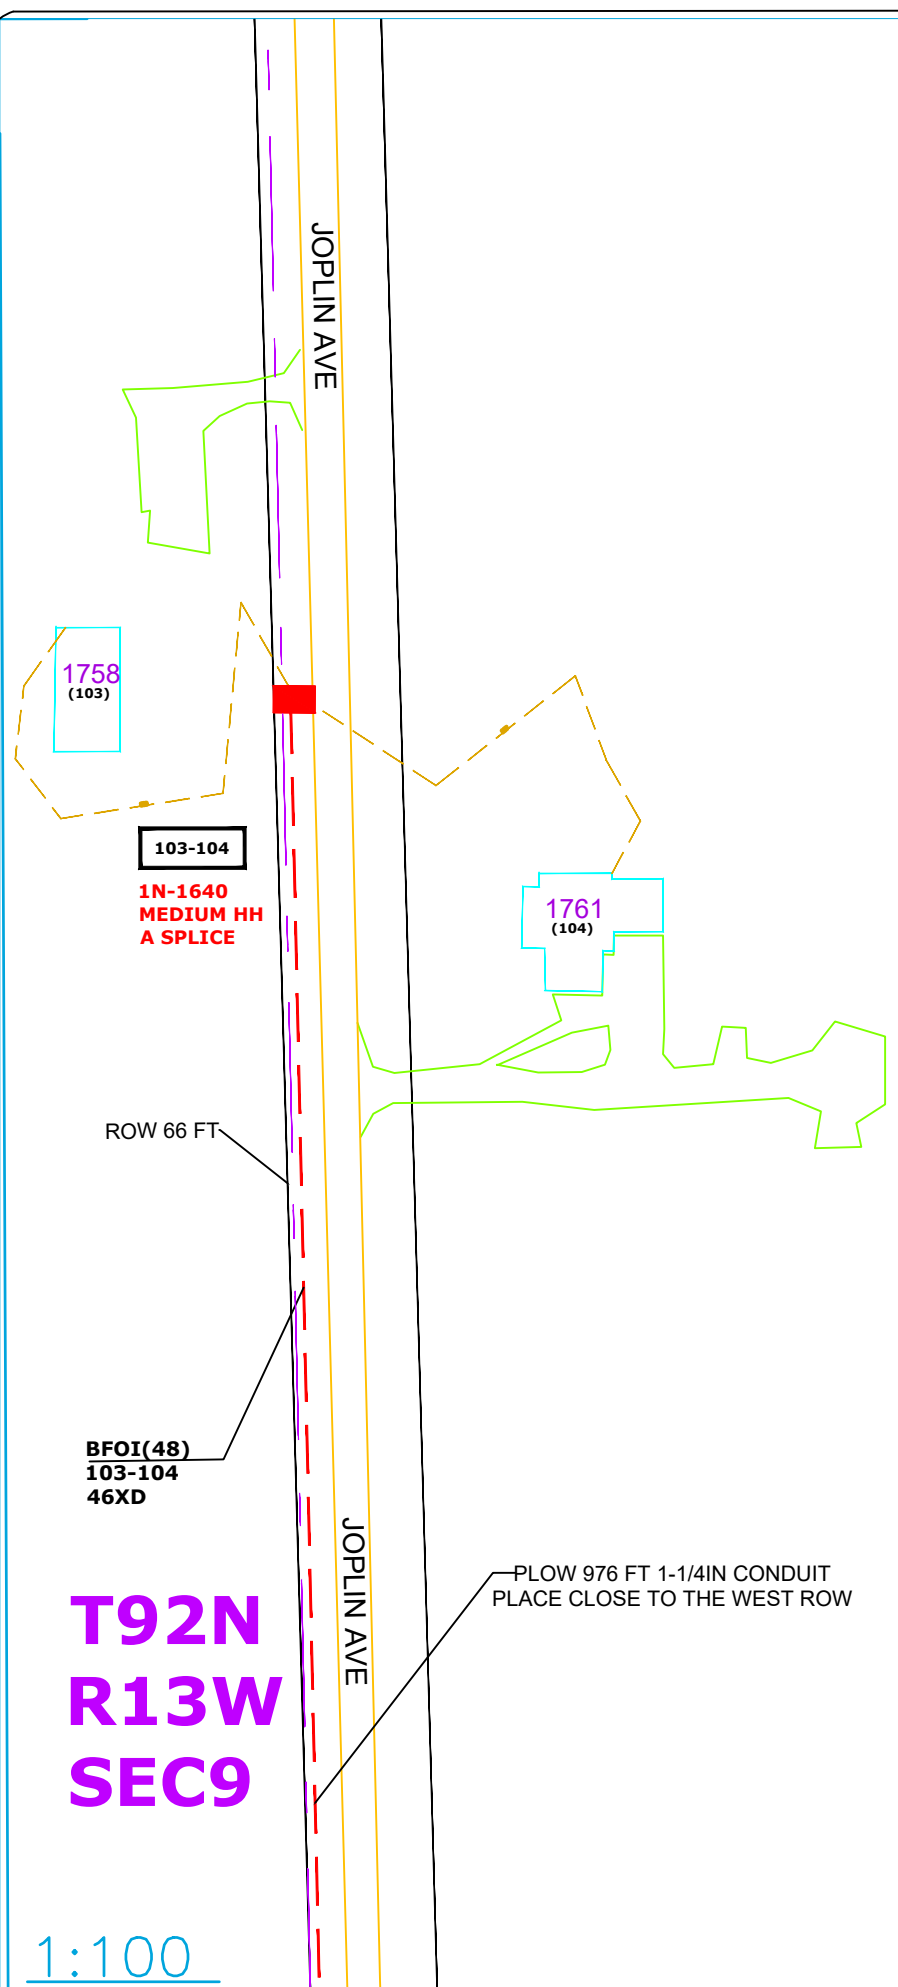 JOPLIN AVE
1758
(103)
103-104
1N-1640
MEDIUM HH
A SPLICE
1761
(104)
ROW 66 FT
BFOI(48)
103-104
46XD
JOPLIN AVE
PLOW 976 FT 1-1/4IN CONDUIT
PLACE CLOSE TO THE WEST ROW
T92N
R13W
SEC9
1:100